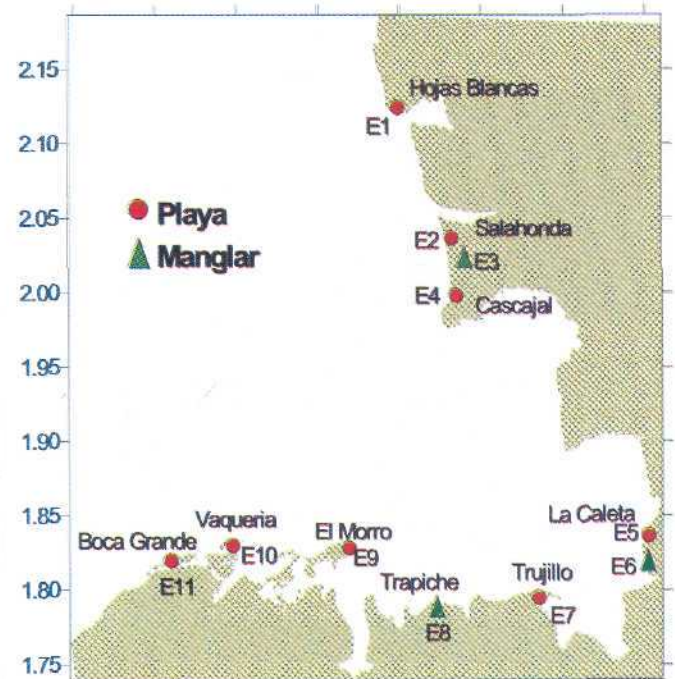 2.15
Hojas Blancas
E1
2.10
2.05
Playa
Manglar
Salahonda
E2
E3
2.00
E4
Cascajal
1.95
1.90
1.85
La Caleta
E5
Vaqueria
El Morro
Boca Grande
E10
E9
E6
E11
Trapiche
Trujillo
1.80
E8
E7
1.75